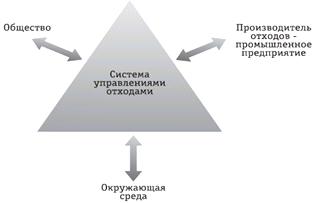 Общество
Производитель
отходов -
промышленное
предприятие
Система
управлениями
отходами
Окружающая
среда